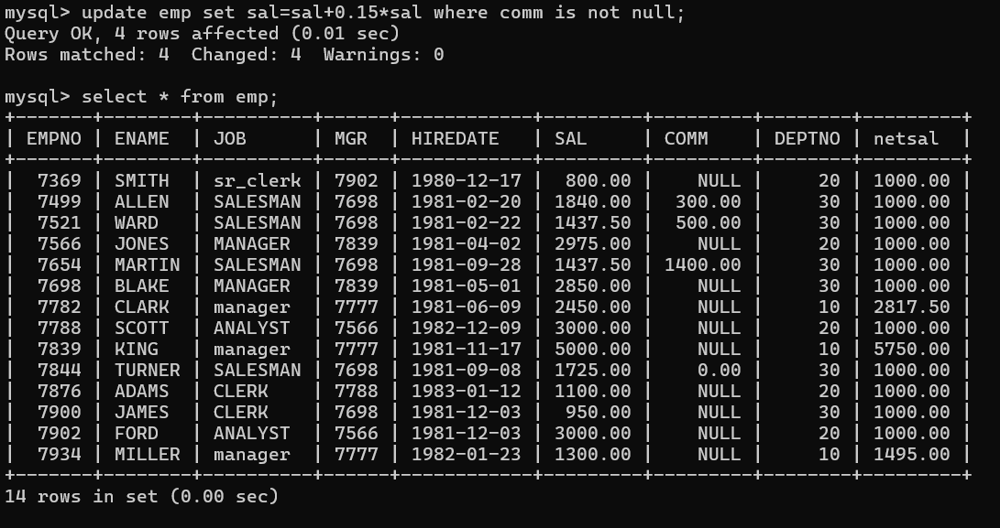 mysql> update emp set sal=sal+0.15*sal where comm is not null;
Query OK, 4 rows affected (0.01 sec)
Rows matched: 4  Changed: 4  Warnings: 0

mysql> select * from emp;
+-------+--------+----------+------+------------+---------+---------+--------+---------+
| EMPNO | ENAME  | JOB      | MGR  | HIREDATE   | SAL     | COMM    | DEPTNO | netsal  |
+-------+--------+----------+------+------------+---------+---------+--------+---------+
|  7369 | SMITH  | sr_clerk | 7902 | 1980-12-17 |  800.00 |    NULL |     20 | 1000.00 |
|  7499 | ALLEN  | SALESMAN | 7698 | 1981-02-20 | 1840.00 |  300.00 |     30 | 1000.00 |
|  7521 | WARD   | SALESMAN | 7698 | 1981-02-22 | 1437.50 |  500.00 |     30 | 1000.00 |
|  7566 | JONES  | MANAGER  | 7839 | 1981-04-02 | 2975.00 |    NULL |     20 | 1000.00 |
|  7654 | MARTIN | SALESMAN | 7698 | 1981-09-28 | 1437.50 | 1400.00 |     30 | 1000.00 |
|  7698 | BLAKE  | MANAGER  | 7839 | 1981-05-01 | 2850.00 |    NULL |     30 | 1000.00 |
|  7782 | CLARK  | manager  | 7777 | 1981-06-09 | 2450.00 |    NULL |     10 | 2817.50 |
|  7788 | SCOTT  | ANALYST  | 7566 | 1982-12-09 | 3000.00 |    NULL |     20 | 1000.00 |
|  7839 | KING   | manager  | 7777 | 1981-11-17 | 5000.00 |    NULL |     10 | 5750.00 |
|  7844 | TURNER | SALESMAN | 7698 | 1981-09-08 | 1725.00 |    0.00 |     30 | 1000.00 |
|  7876 | ADAMS  | CLERK    | 7788 | 1983-01-12 | 1100.00 |    NULL |     20 | 1000.00 |
|  7900 | JAMES  | CLERK    | 7698 | 1981-12-03 |  950.00 |    NULL |     30 | 1000.00 |
|  7902 | FORD   | ANALYST  | 7566 | 1981-12-03 | 3000.00 |    NULL |     20 | 1000.00 |
|  7934 | MILLER | manager  | 7777 | 1982-01-23 | 1300.00 |    NULL |     10 | 1495.00 |
+-------+--------+----------+------+------------+---------+---------+--------+---------+
14 rows in set (0.00 sec)